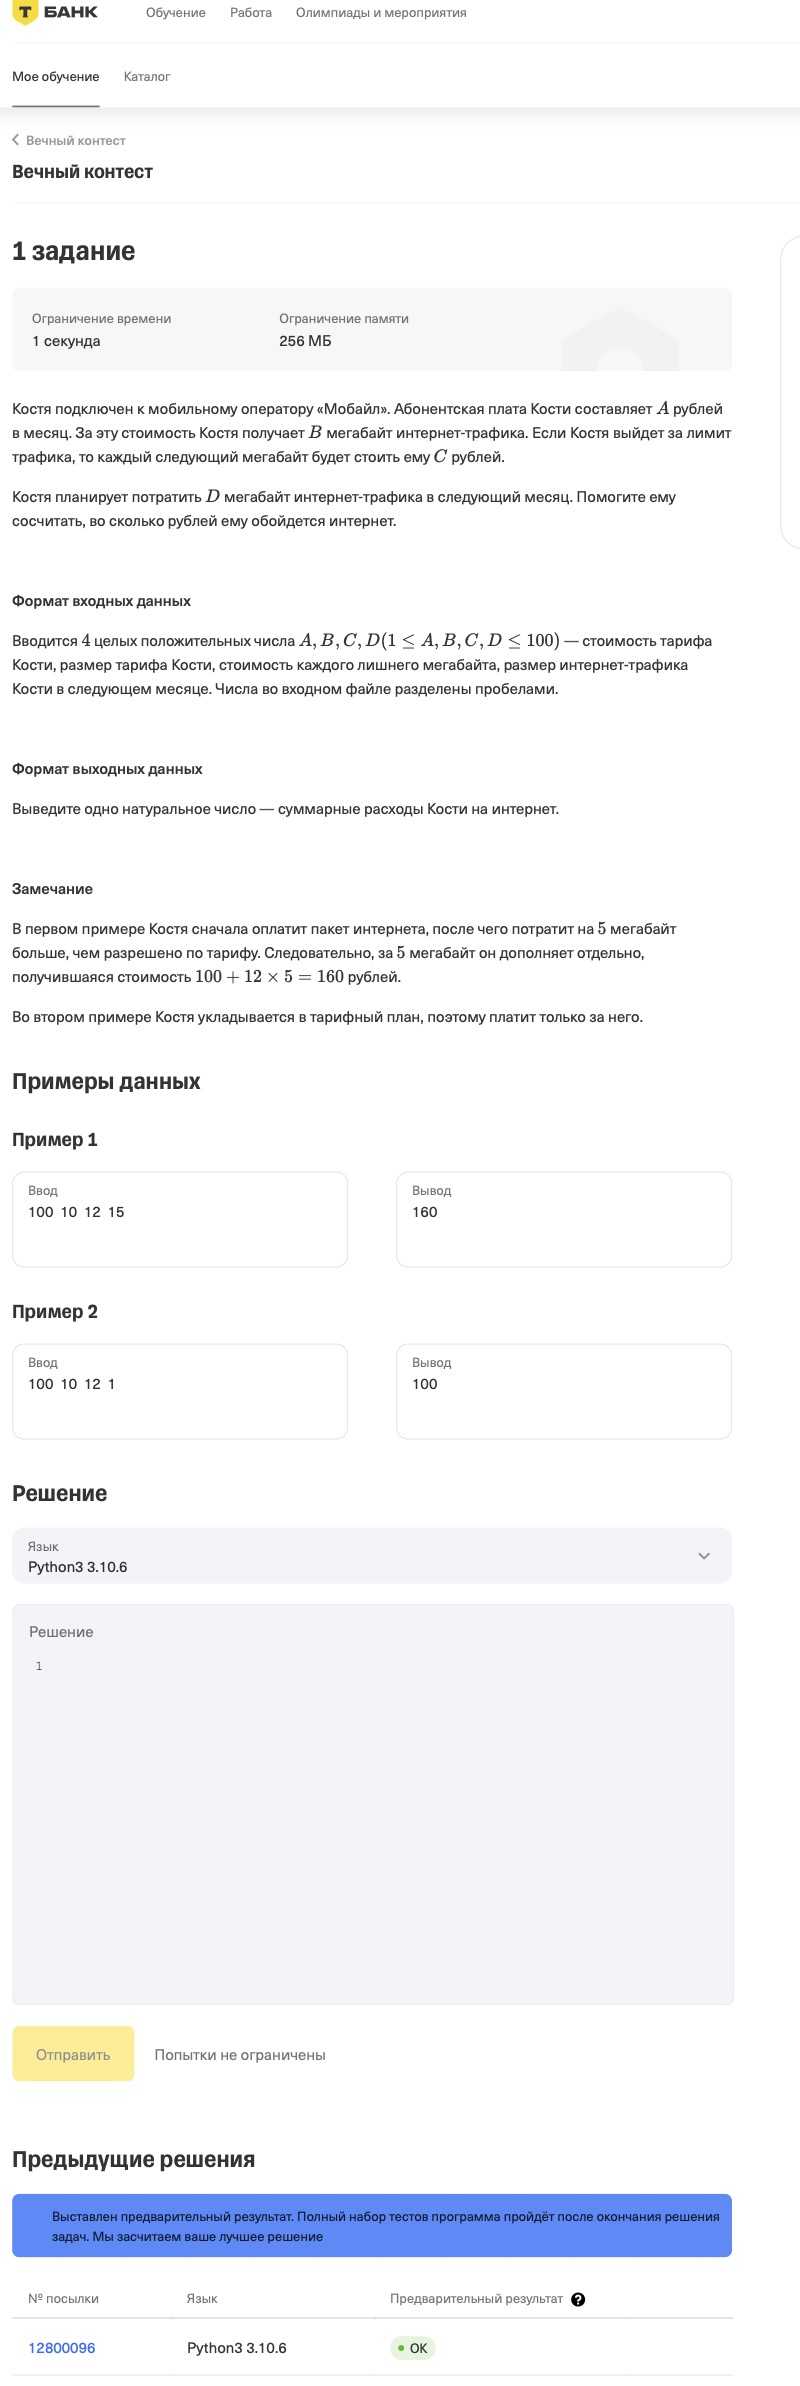 Т БАНК Обучение Работа Олимпиады и мероприятия
Мое обучение Каталог
Вечный контест
Вечный контест
1 задание
Ограничение времени Ограничение памяти
1 секунда 256 МБ
Костя подключен к мобильному оператору «Мобайл». Абонентская плата Кости составляет A рублей
в месяц. За эту стоимость Костя получает B мегабайт интернет-трафика. Если Костя выйдет за лимит
трафика, то каждый следующий мегабайт будет стоить ему C рублей.
Костя планирует потратить D мегабайт интернет-трафика в следующий месяц. Помогите ему
сосчитать, во сколько рублей ему обойдется интернет.
Формат входных данных
Вводится 4 целых положительных числа A, B, C, D(1 ≤ A, B, C, D ≤ 100) — стоимость тарифа
Кости, размер тарифа Кости, стоимость каждого лишнего мегабайта, размер интернет-трафика
Кости в следующем месяце. Числа во входном файле разделены пробелами.
Формат выходных данных
Выведите одно натуральное число — суммарные расходы Кости на интернет.
Замечание
В первом примере Костя сначала оплатит пакет интернета, после чего потратит на 5 мегабайт
больше, чем разрешено по тарифу. Следовательно, за 5 мегабайт он дополняет отдельно,
получившаяся стоимость 100 + 12 × 5 = 160 рублей.
Во втором примере Костя укладывается в тарифный план, поэтому платит только за него.
Примеры данных
Пример 1
Ввод Вывод
100 10 12 15 160
Пример 2
Ввод Вывод
100 10 12 1 100
Решение
Язык
Python3 3.10.6
Решение
1
Отправить Попытки не ограничены
Предыдущие решения
Выставлен предварительный результат. Полный набор тестов программа пройдёт после окончания решения
задач. Мы засчитаем ваше лучшее решение
№ посылки Язык Предварительный результат ?
12800096 Python3 3.10.6 OK